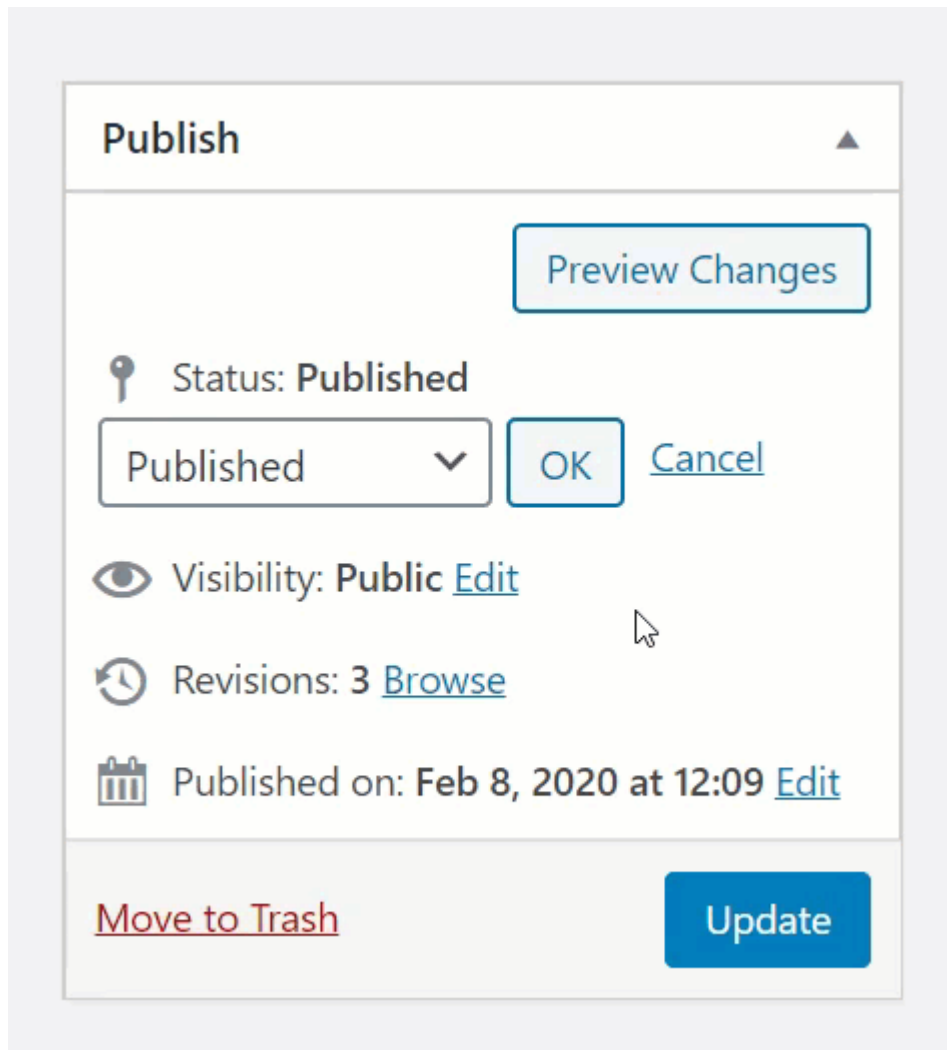 Publish
Preview Changes
Status: Published
Published OK Cancel
Visibility: Public Edit
Revisions: 3 Browse
Published on: Feb 8, 2020 at 12:09 Edit
Move to Trash Update